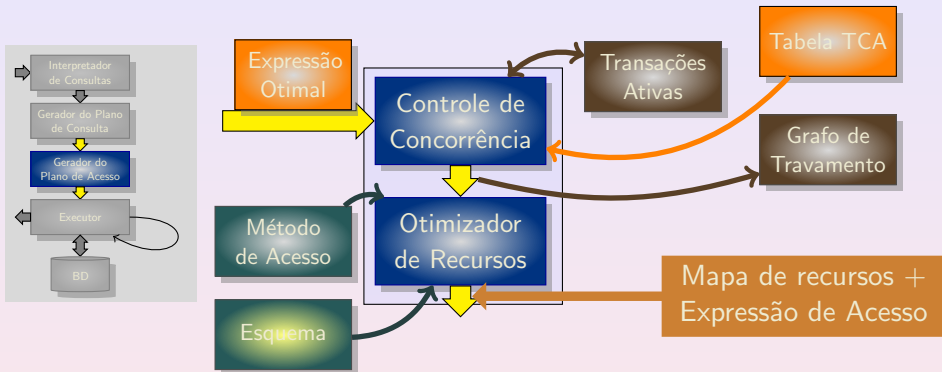 Interpretador
de Consultas
Gerador do Plano
de Consulta
Gerador do
Plano de Acesso
Executor
BD
Expressão
Otimal
Controle de
Concorrência
Transações
Ativas
Tabela TCA
Grafo de
Travamento
Método
de Acesso
Otimizador
de Recursos
Esquema
Mapa de recursos +
Expressão de Acesso